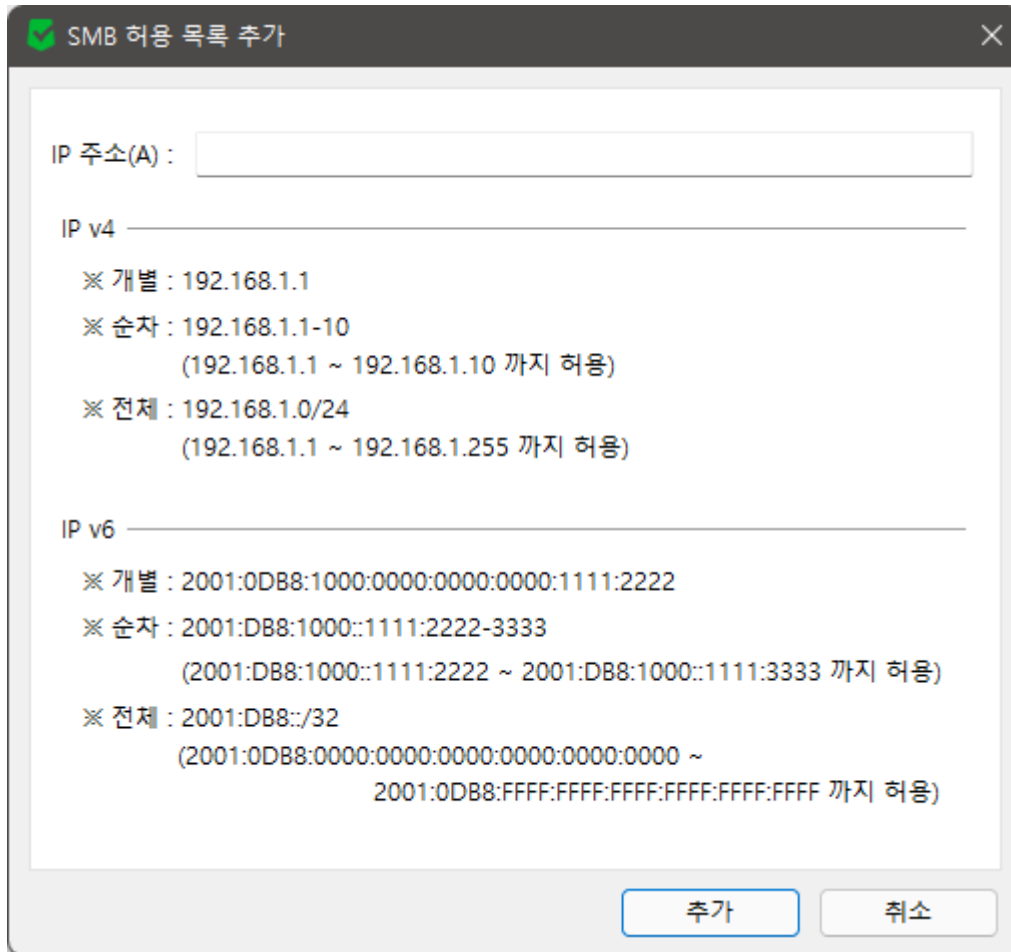 SMB 허용 목록 추가
IP 주소(A) :
IP v4
※ 개별 : 192.168.1.1
※ 순차 : 192.168.1.1-10
(192.168.1.1 ~ 192.168.1.10 까지 허용)
※ 전체 : 192.168.1.0/24
(192.168.1.1 ~ 192.168.1.255 까지 허용)
IP v6
※ 개별 : 2001:0DB8:1000:0000:0000:0000:1111:2222
※ 순차 : 2001:DB8:1000::1111:2222-3333
(2001:DB8:1000::1111:2222 ~ 2001:DB8:1000::1111:3333 까지 허용)
※ 전체 : 2001:DB8::/32
(2001:0DB8:0000:0000:0000:0000:0000:0000 ~
2001:0DB8:FFFF:FFFF:FFFF:FFFF:FFFF:FFFF 까지 허용)
추가 취소